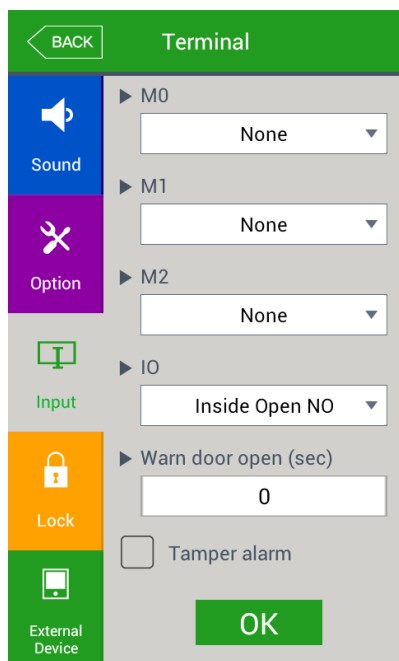 BACK
Terminal
Sound
Option
Input
Lock
External
Device
M0
None
M1
None
M2
None
IO
Inside Open NO
Warn door open (sec)
0
Tamper alarm
OK